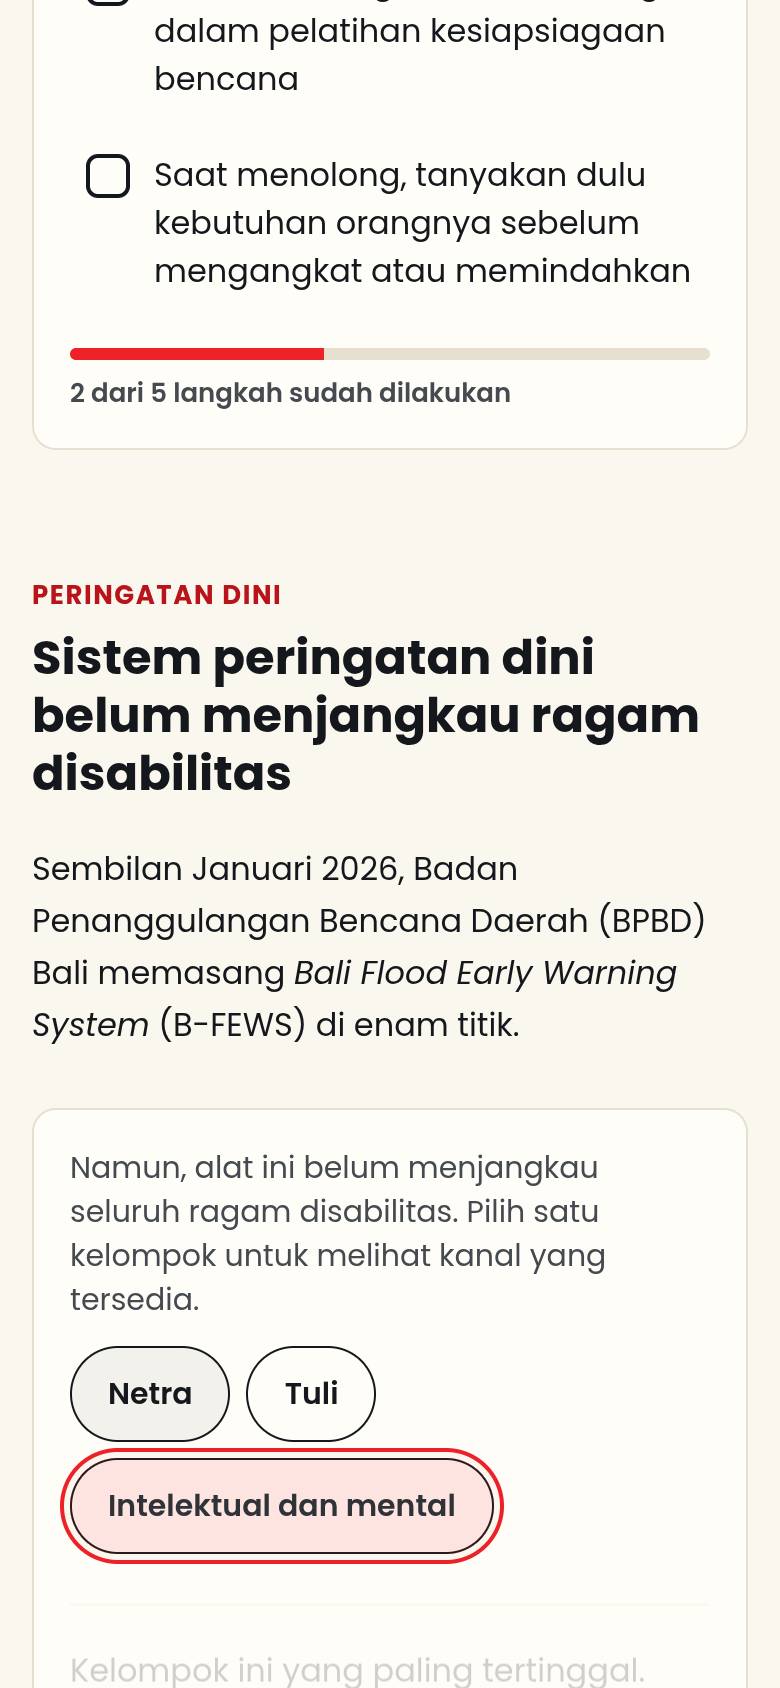 dalam pelatihan kesiapsiagaan
bencana
Saat menolong, tanyakan dulu
kebutuhan orangnya sebelum
mengangkat atau memindahkan
2 dari 5 langkah sudah dilakukan
PERINGATAN DINI
Sistem peringatan dini
belum menjangkau ragam
disabilitas
Sembilan Januari 2026, Badan
Penanggulangan Bencana Daerah (BPBD)
Bali memasang Bali Flood Early Warning
System (B-FEWS) di enam titik.
Namun, alat ini belum menjangkau
seluruh ragam disabilitas. Pilih satu
kelompok untuk melihat kanal yang
tersedia.
Netra Tuli
Intelektual dan mental
Kelompok ini yang paling tertinggal.